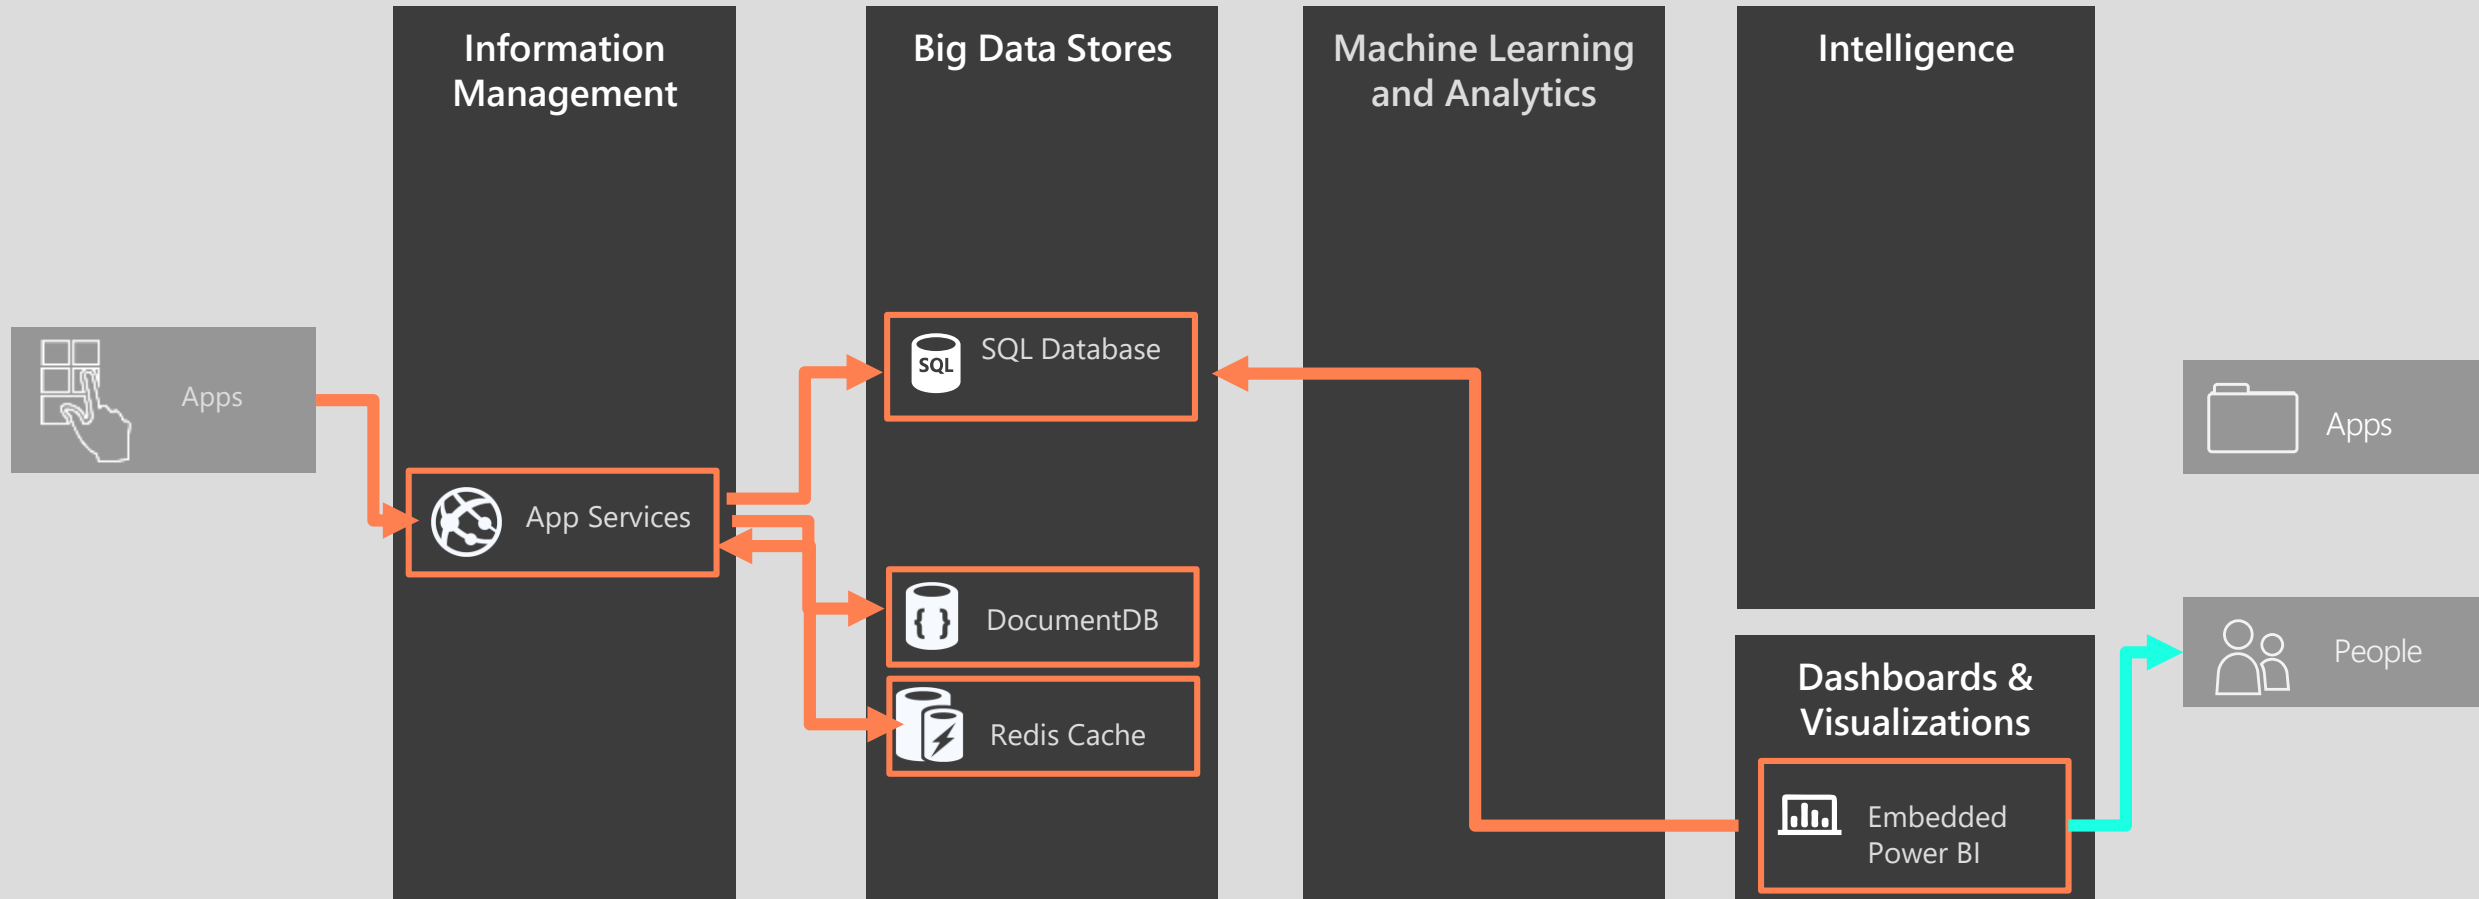 Information
Management
Big Data Stores
Machine Learning
and Analytics
Intelligence
Apps
App Services
SQL
SQL Database
{ }
DocumentDB
Redis Cache
Dashboards &
Visualizations
Embedded
Power BI
Apps
People